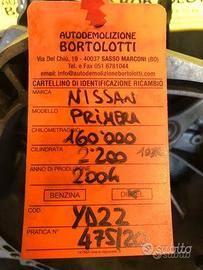 AUTODEMOLIZIONE
BORTOLOTTI
Via Del Chiù, 19 - 40037 SASSO MARCONI (BO)
Tel. e Fax 051 6781044
email: info@autodemolizionebortolotti.com
CARTELLINO DI IDENTIFICAZIONE RICAMBIO
MARCA
NISSAN
MODELLO
PRIMERA
CHILOMETRAGGIO
160'000
CILINDRATA
2'200
ANNO DI PRODUZ.
2004
BENZINA
DIESEL
COD.
YD22
PRATICA N°
475/20
subito